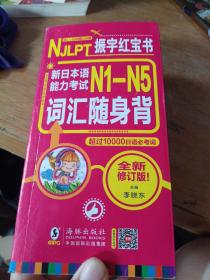 NJLPT 振宇红宝书
新日本语
能力考试 N1-N5
词汇随身背
超过10000日语必考词
全新
修订版!
主编
李晓东
海豚出版社